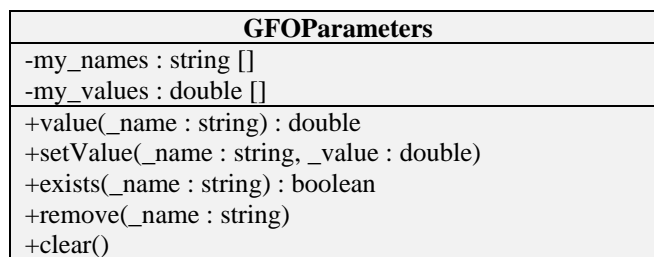 GFOParameters
-my_names : string []
-my_values : double []
+value(_name : string) : double
+setValue(_name : string, _value : double)
+exists(_name : string) : boolean
+remove(_name : string)
+clear()